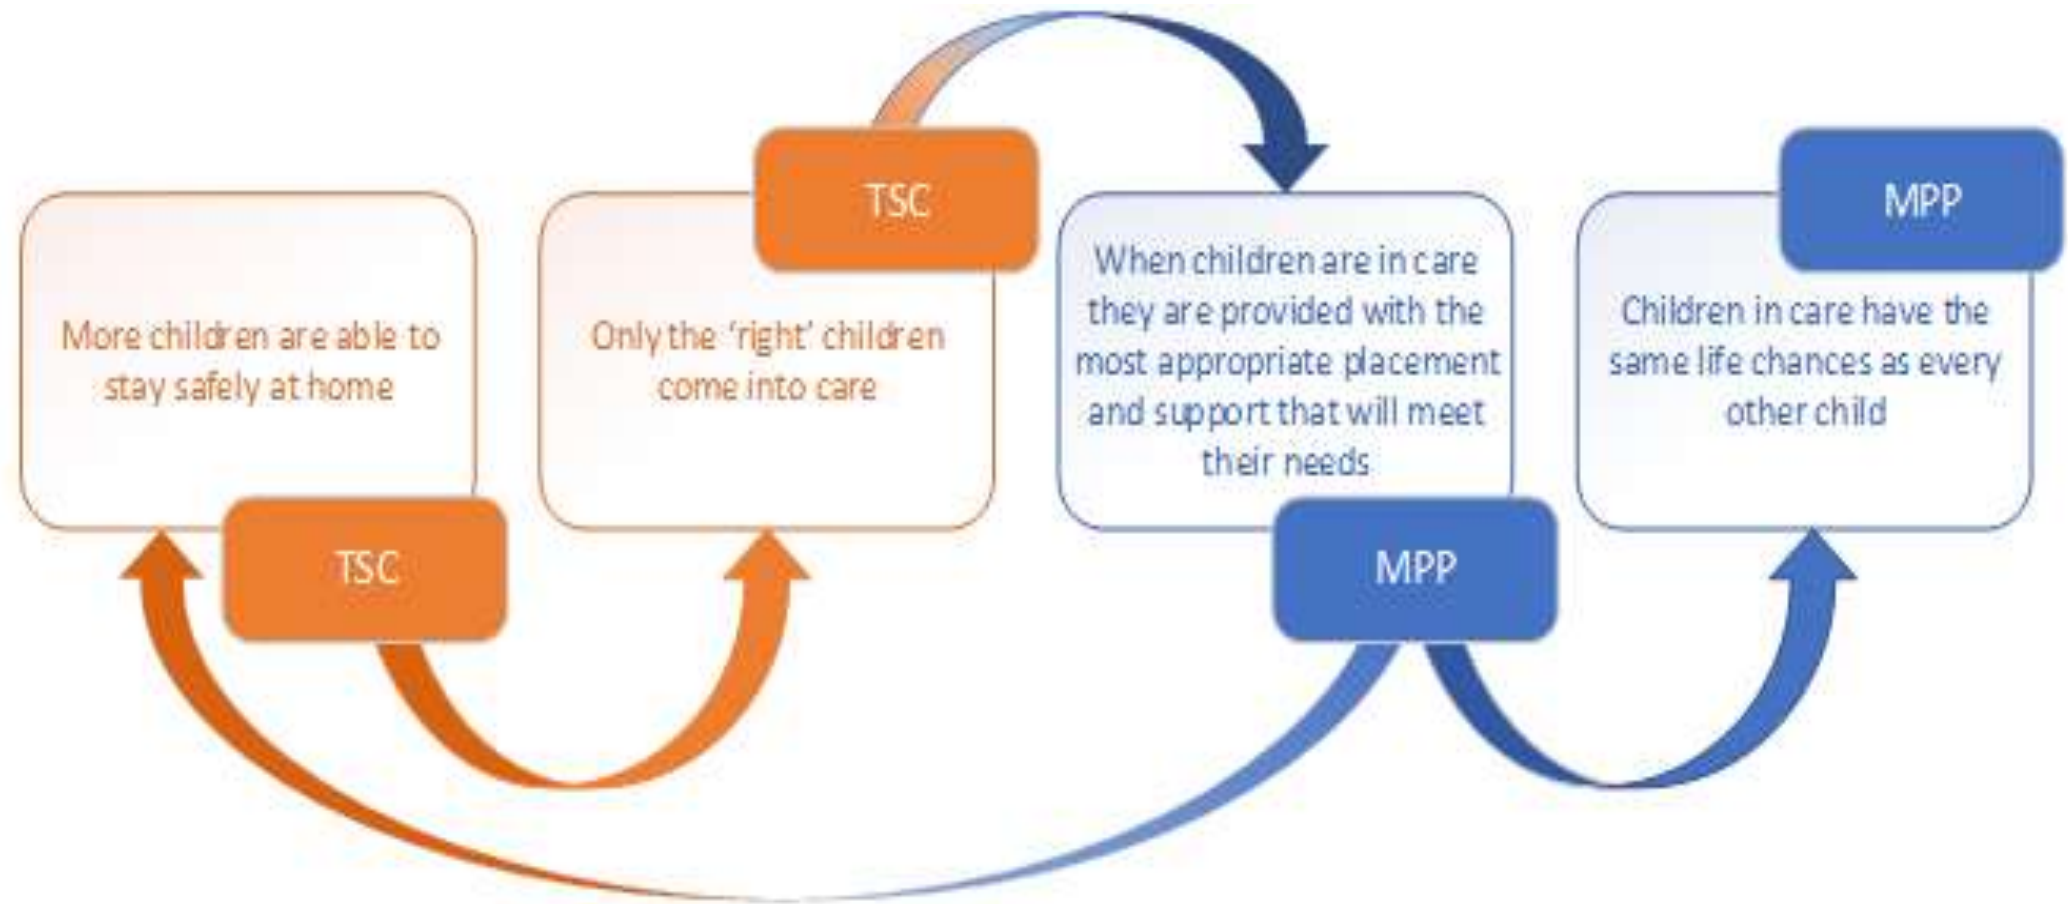 More children are able to
stay safely at home
TSC
TSC
Only the ‘right’ children
come into care
When children are in care
they are provided with the
most appropriate placement
and support that will meet
their needs
MPP
MPP
Children in care have the
same life chances as every
other child